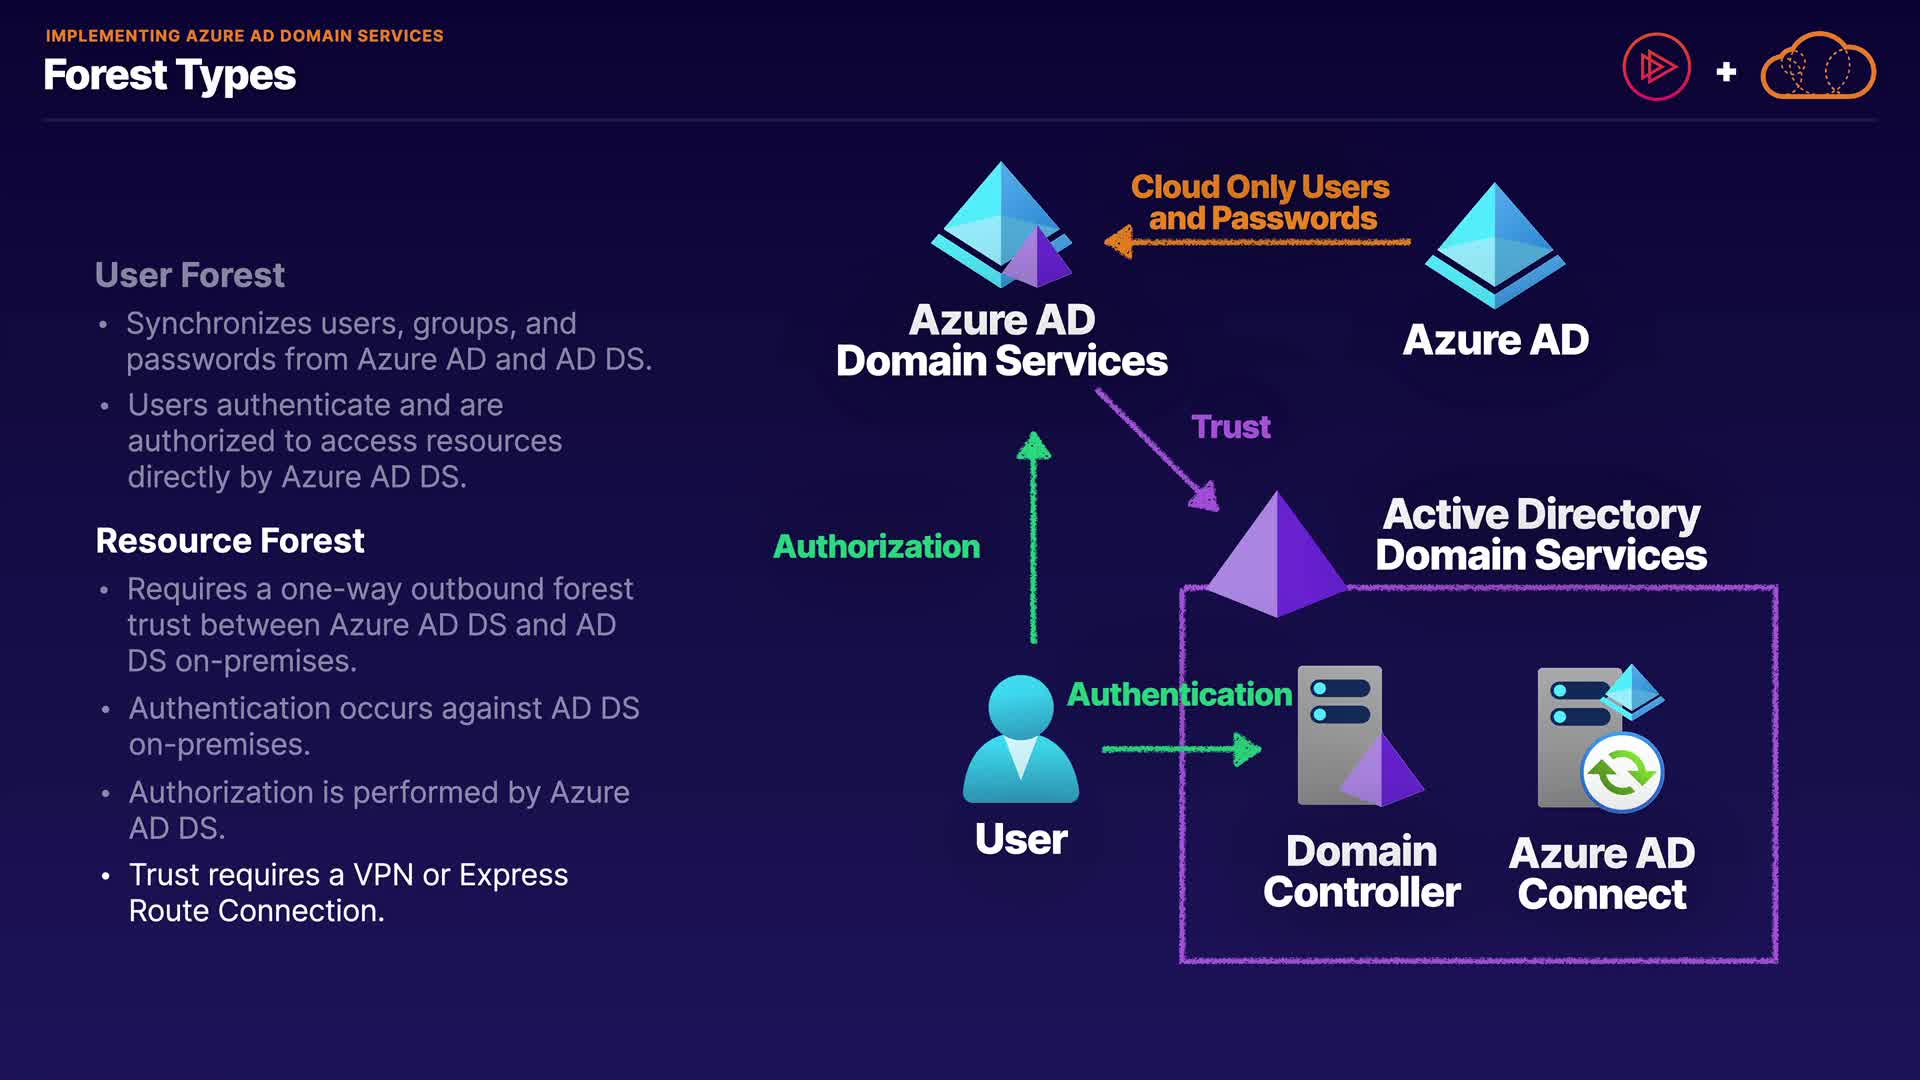 IMPLEMENTING AZURE AD DOMAIN SERVICES
Forest Types
User Forest
• Synchronizes users, groups, and
passwords from Azure AD and AD DS.
• Users authenticate and are
authorized to access resources
directly by Azure AD DS.
Resource Forest
• Requires a one-way outbound forest
trust between Azure AD DS and AD
DS on-premises.
• Authentication occurs against AD DS
on-premises.
• Authorization is performed by Azure
AD DS.
• Trust requires a VPN or Express
Route Connection.
Cloud Only Users
and Passwords
Azure AD
Domain Services
Azure AD
Trust
Active Directory
Domain Services
Authorization
Authentication
User
Domain
Controller
Azure AD
Connect